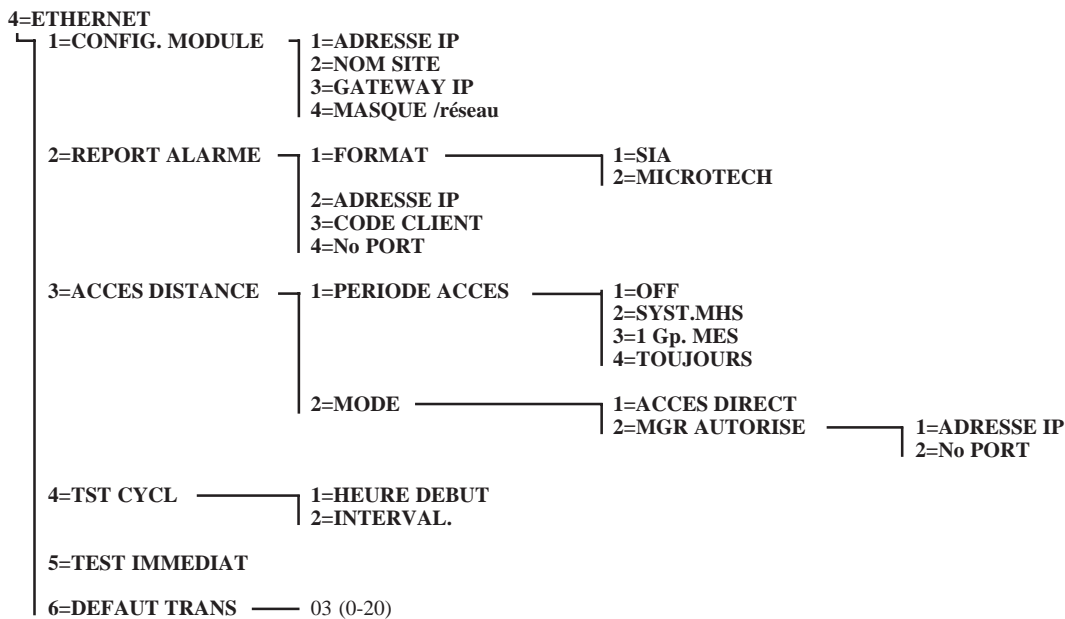 4=ETHERNET
1=CONFIG. MODULE 1=ADRESSE IP
2=NOM SITE
3=GATEWAY IP
4=MASQUE /réseau
2=REPORT ALARME 1=FORMAT 1=SIA
2=MICROTECH
2=ADRESSE IP
3=CODE CLIENT
4=No PORT
3=ACCES DISTANCE 1=PERIODE ACCES 1=OFF
2=SYST.MHS
3=1 Gp. MES
4=TOUJOURS
2=MODE 1=ACCES DIRECT
2=MGR AUTORISE 1=ADRESSE IP
2=No PORT
4=TST CYCL 1=HEURE DEBUT
2=INTERVAL.
5=TEST IMMEDIAT
6=DEFAUT TRANS 03 (0-20)